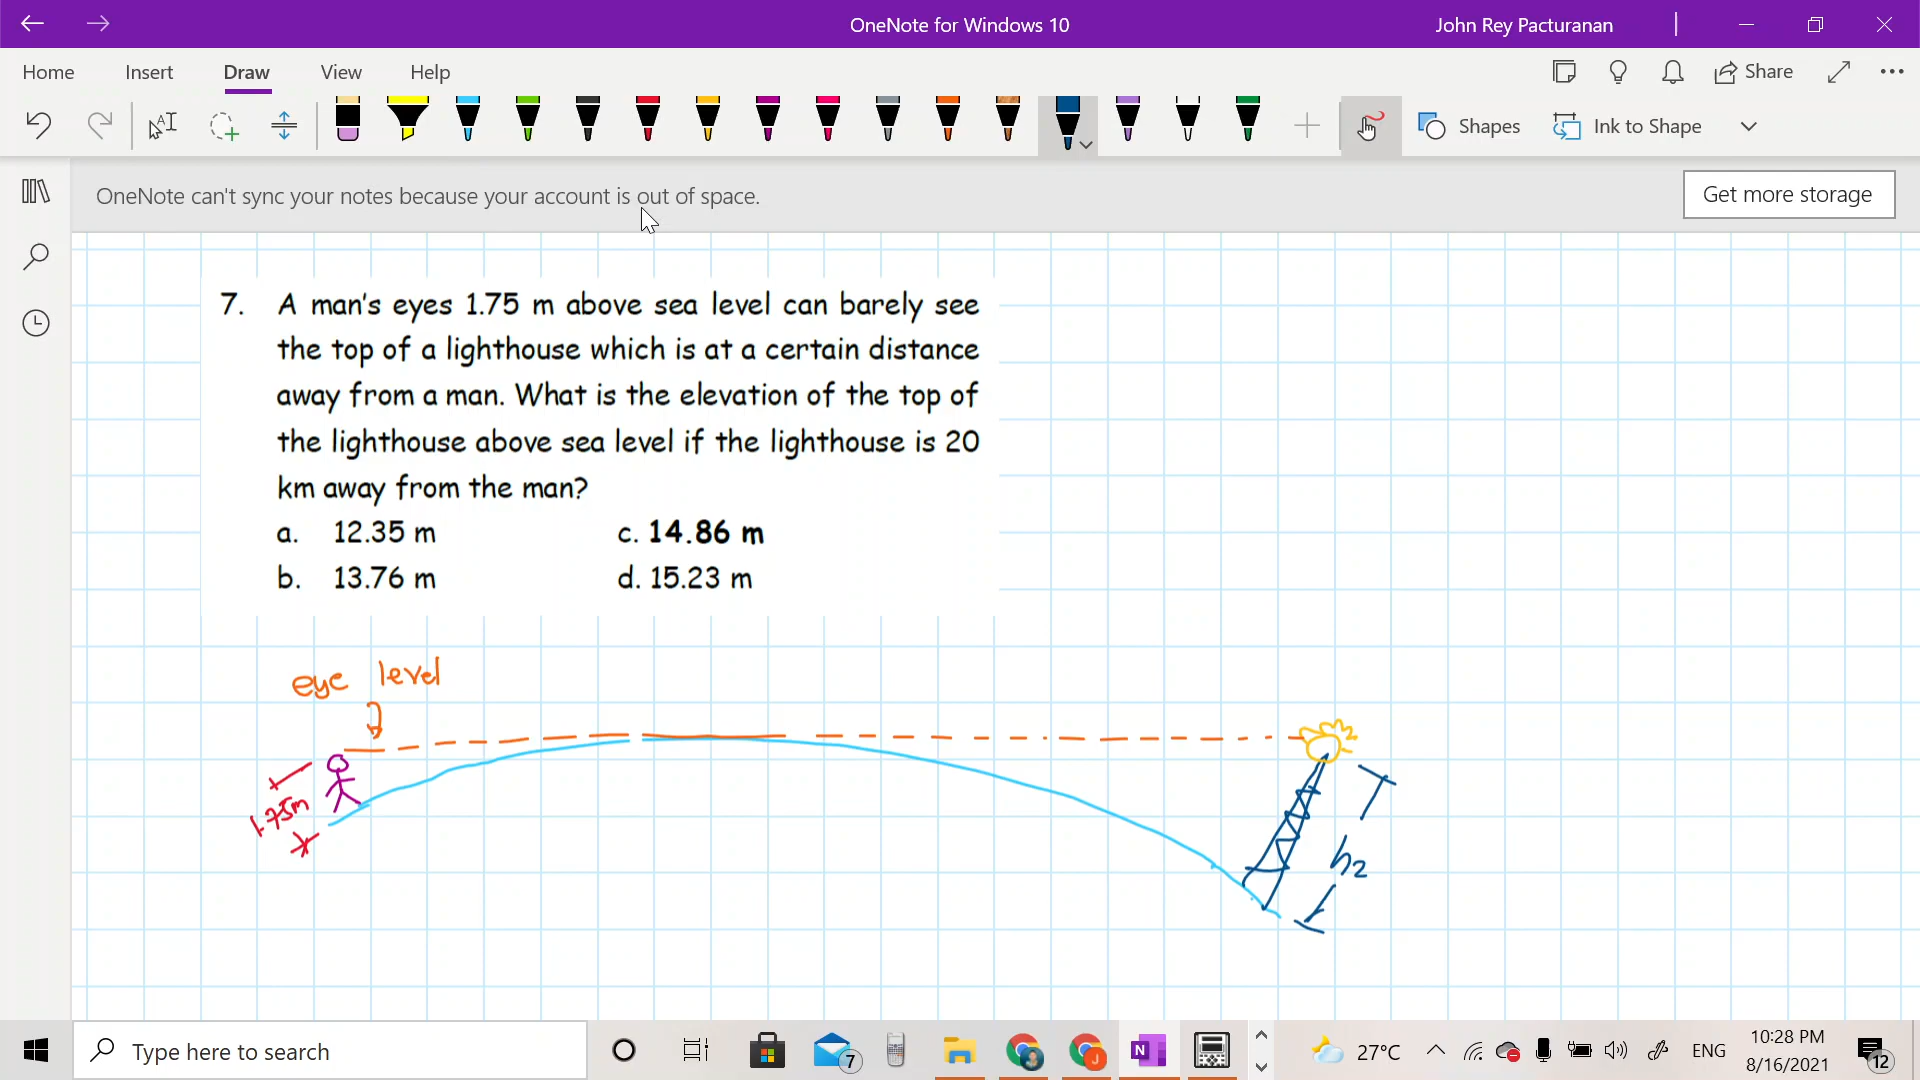 OneNote for Windows 10
John Rey Pacturanan
Home Insert Draw View Help
Share
Shapes
Ink to Shape
OneNote can't sync your notes because your account is out of space.
Get more storage
7. A man's eyes 1.75 m above sea level can barely see
the top of a lighthouse which is at a certain distance
away from a man. What is the elevation of the top of
the lighthouse above sea level if the lighthouse is 20
km away from the man?
a. 12.35 m c. 14.86 m
b. 13.76 m d. 15.23 m
eye level
1.75m
h2
Type here to search
7
N
J
27°C
ENG
10:28 PM
8/16/2021
12